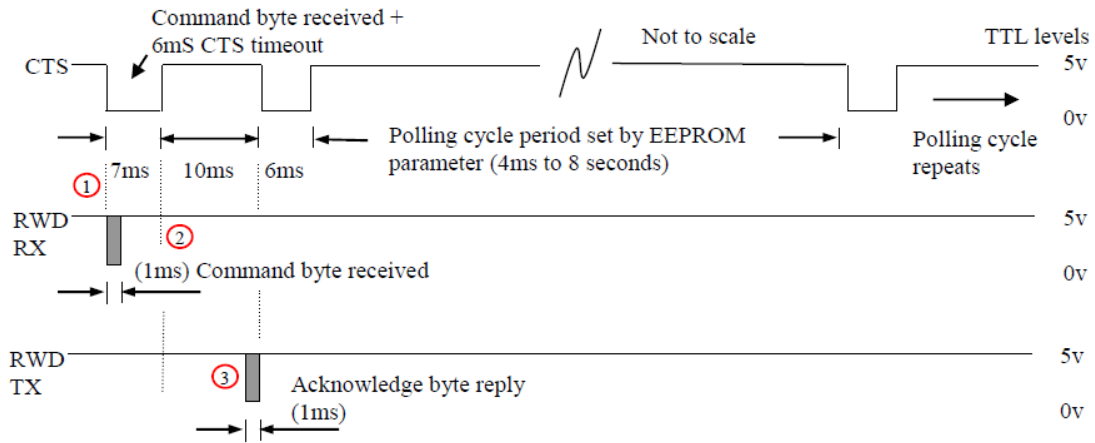 Command byte received +
6mS CTS timeout
Not to scale
TTL levels
CTS
5v
0v
Polling cycle period set by EEPROM
parameter (4ms to 8 seconds)
Polling cycle
repeats
7ms
10ms
6ms
1
RWD
RX
5v
2
0v
(1ms) Command byte received
RWD
TX
5v
3
Acknowledge byte reply
(1ms)
0v